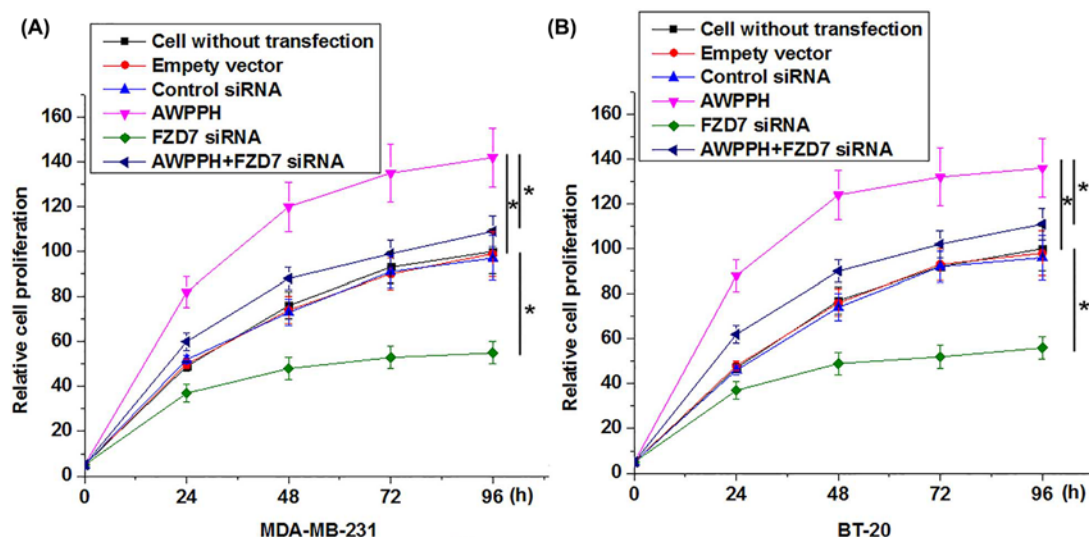 (A)
Cell without transfection
Empety vector
Control siRNA
AWPPH
FZD7 siRNA
AWPPH+FZD7 siRNA
Relative cell proliferation
160
140
120
100
80
60
40
20
0
0 24 48 72 96 (h)
MDA-MB-231
*
*
*
(B)
Cell without transfection
Empety vector
Control siRNA
AWPPH
FZD7 siRNA
AWPPH+FZD7 siRNA
Relative cell proliferation
160
140
120
100
80
60
40
20
0
0 24 48 72 96 (h)
BT-20
*
*
*